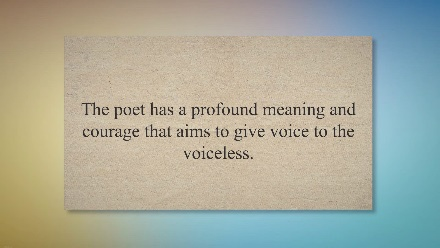 The poet has a profound meaning and
courage that aims to give voice to the
voiceless.